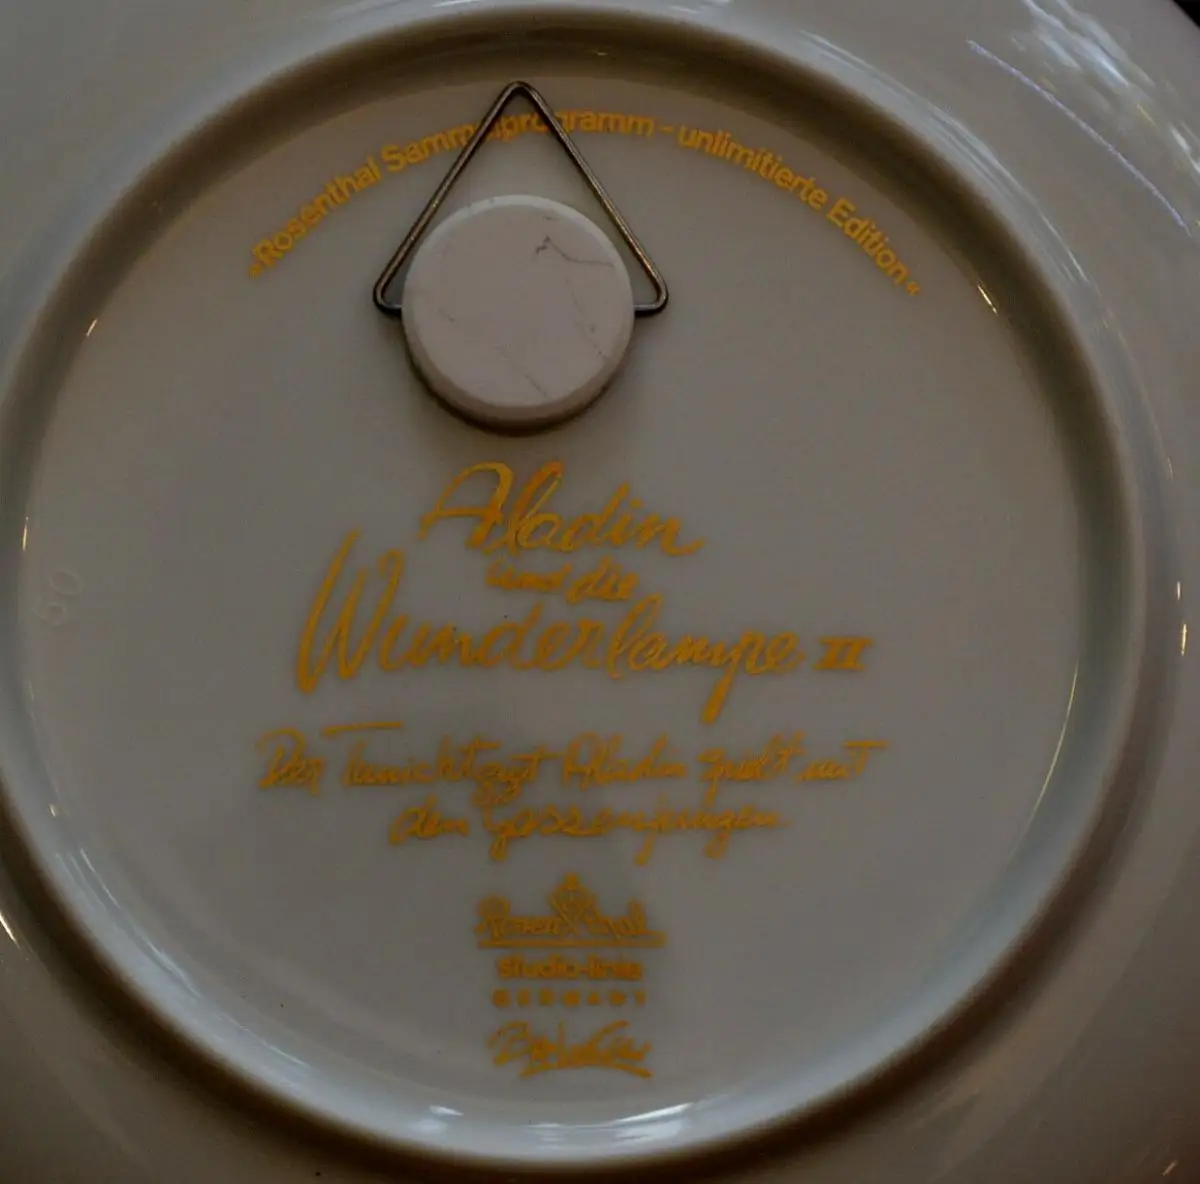 »Rosenthal Sammelprogramm - unlimitierte Edition«
Aladin
und die
Wunderlampe II
Der Taugenichts Aladin spielt mit
den Gassenjungen.
Rosenthal
studio-linie
GERMANY